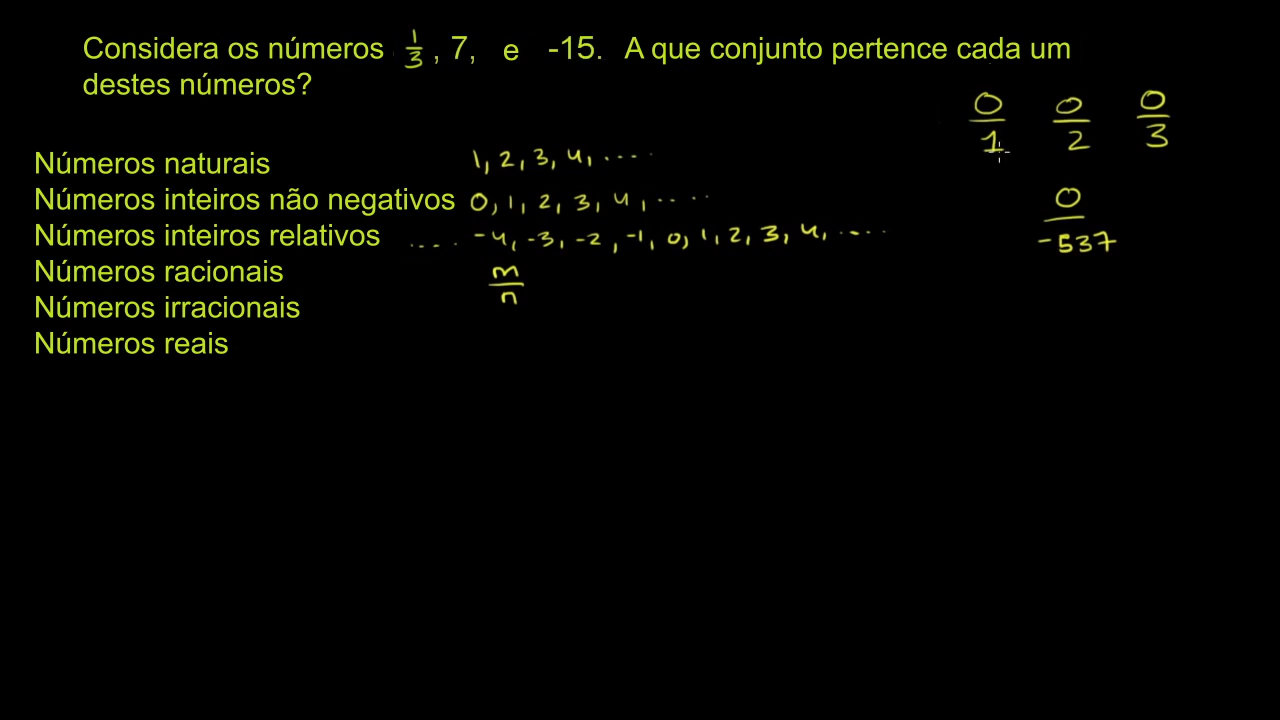 Considera os números 1/3 , 7, e -15. A que conjunto pertence cada um
destes números?
0/1 0/2 0/3
Números naturais 1, 2, 3, 4, ....
Números inteiros não negativos 0, 1, 2, 3, 4, ....
0/-537
Números inteiros relativos .... -4, -3, -2, -1, 0, 1, 2, 3, 4, ....
Números racionais m/n
Números irracionais
Números reais